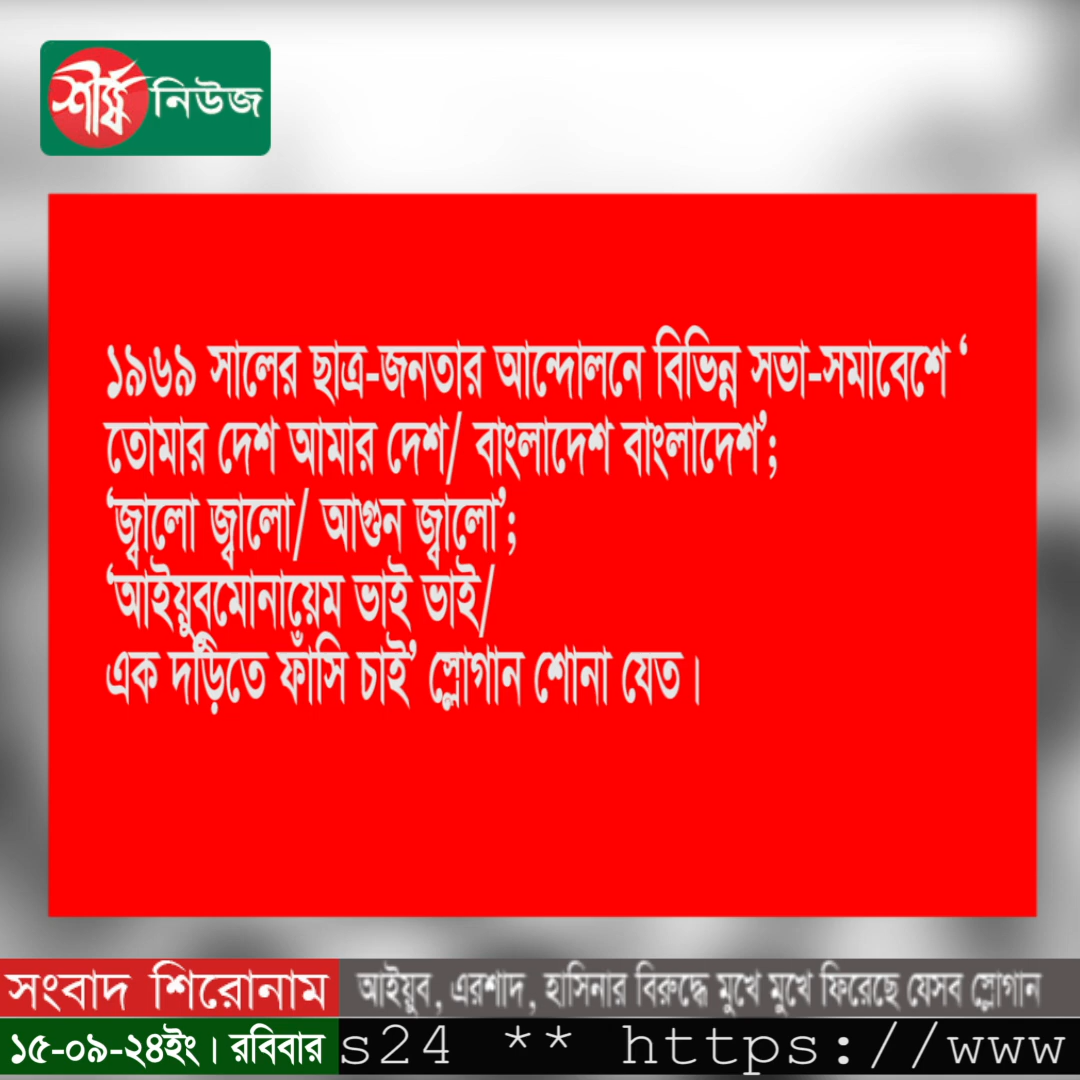 শীর্ষ নিউজ
১৯৬৯ সালের ছাত্র-জনতার আন্দোলনে বিভিন্ন সভা-সমাবেশে ‘
তোমার দেশ আমার দেশ/ বাংলাদেশ বাংলাদেশ’;
‘জ্বালো জ্বালো/ আগুন জ্বালো’;
‘আইয়ুবমোনায়েম ভাই ভাই/
এক দড়িতে ফাঁসি চাই’ স্লোগান শোনা যেত।
সংবাদ শিরোনাম
আইয়ুব, এরশাদ, হাসিনার বিরুদ্ধে মুখে মুখে ফিরেছে যেসব স্লোগান
১৫-০৯-২৪ইং। রবিবার
s24 ** https://www